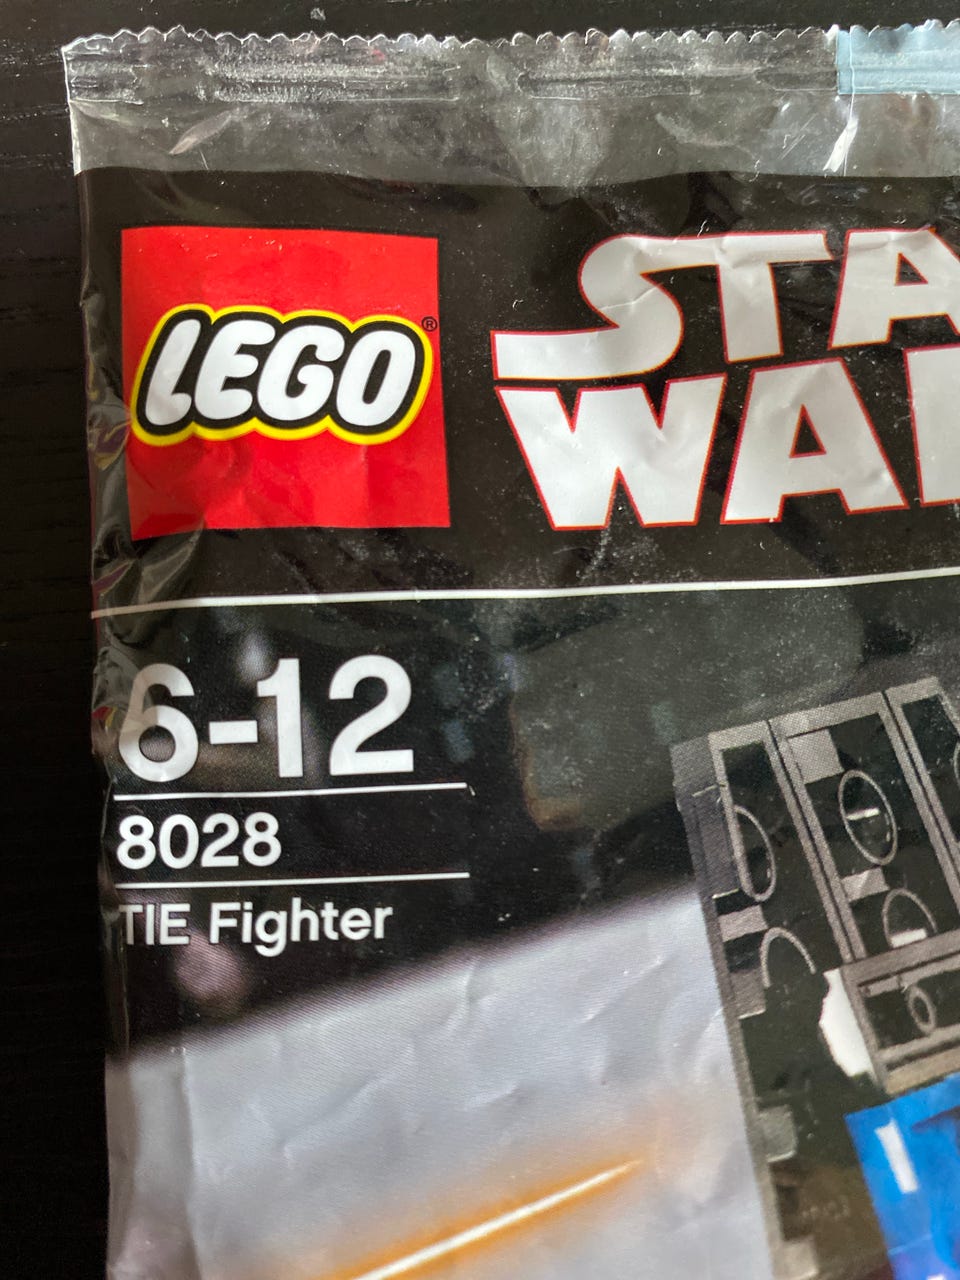 LEGO®
STA
WA
6-12
8028
TIE Fighter